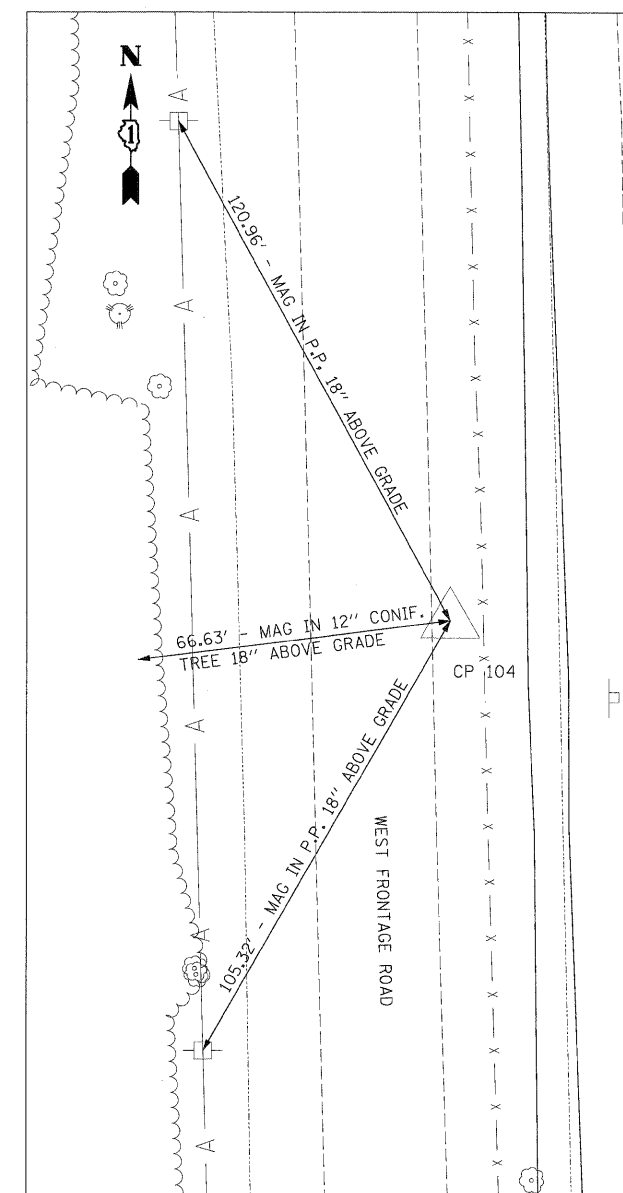 N
1
A
120.96' - MAG IN P.P. 18'' ABOVE GRADE
A
A
66.63' - MAG IN 12'' CONIF.
TREE 18'' ABOVE GRADE
CP 104
A
105.32' - MAG IN P.P. 18'' ABOVE GRADE
WEST FRONTAGE ROAD
A
A